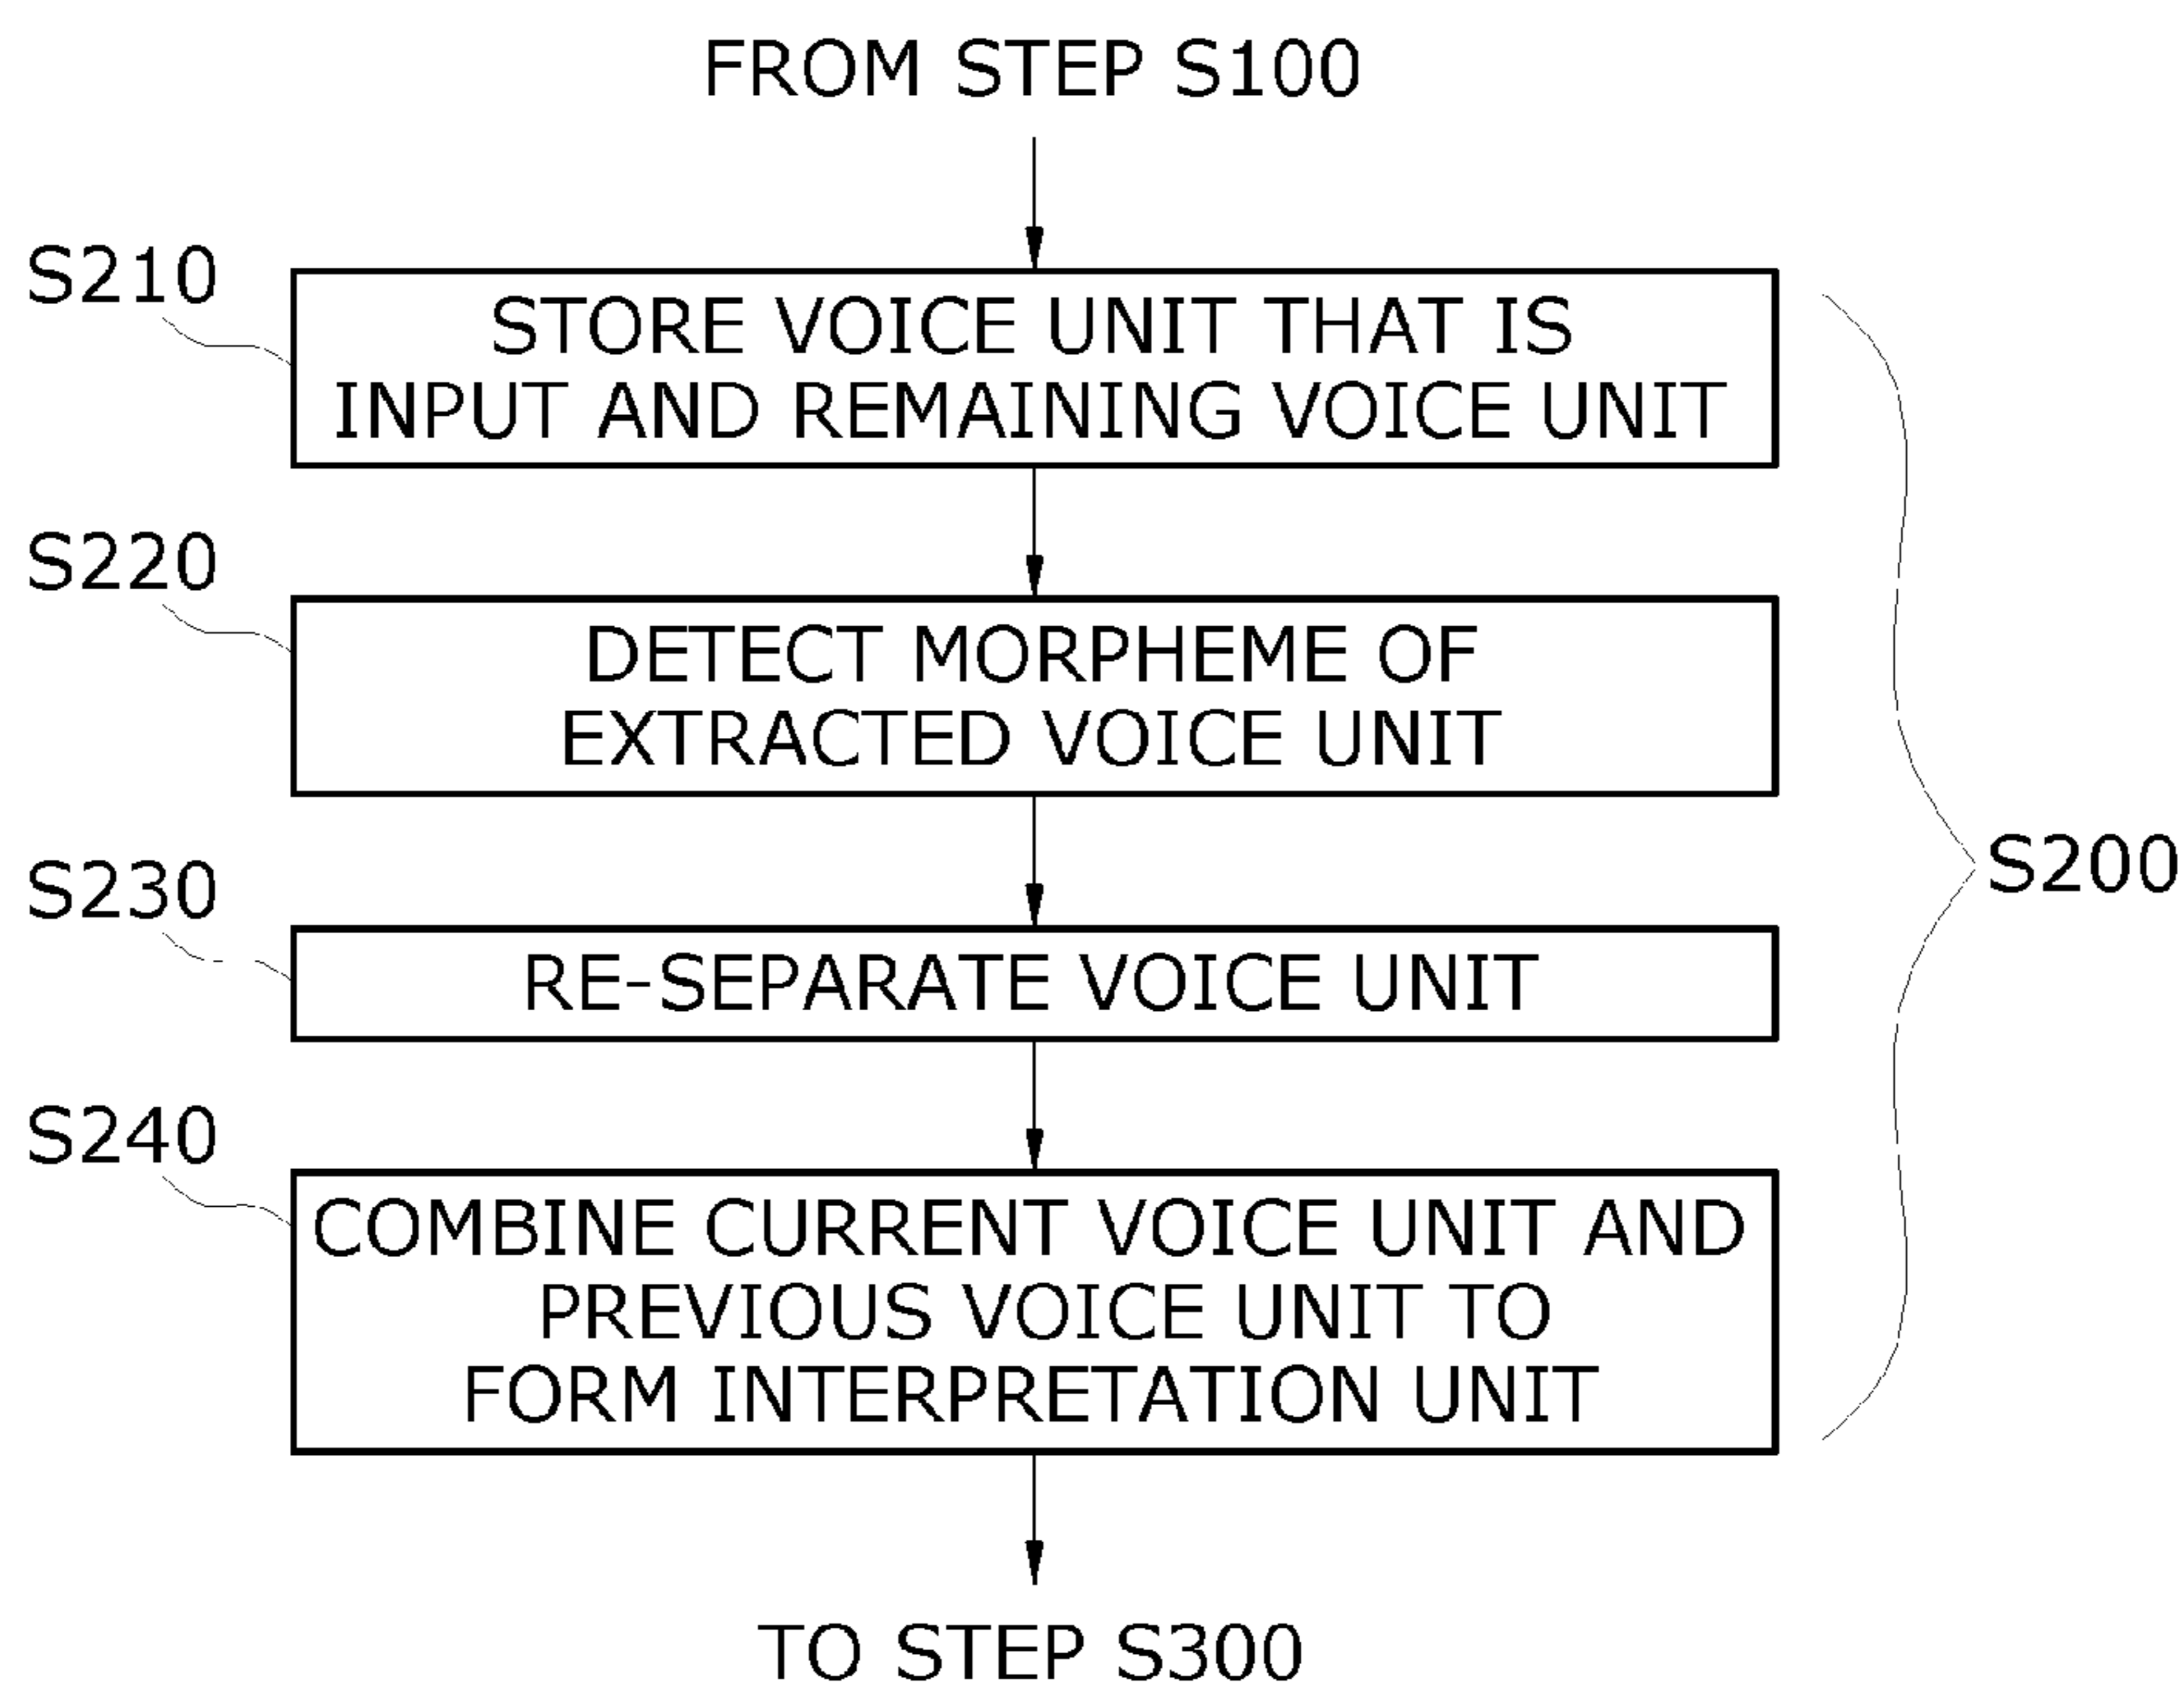 FROM STEP S100
S210
STORE VOICE UNIT THAT IS
INPUT AND REMAINING VOICE UNIT
S220
DETECT MORPHEME OF
EXTRACTED VOICE UNIT
S200
S230
RE-SEPARATE VOICE UNIT
S240
COMBINE CURRENT VOICE UNIT AND
PREVIOUS VOICE UNIT TO
FORM INTERPRETATION UNIT
TO STEP S300